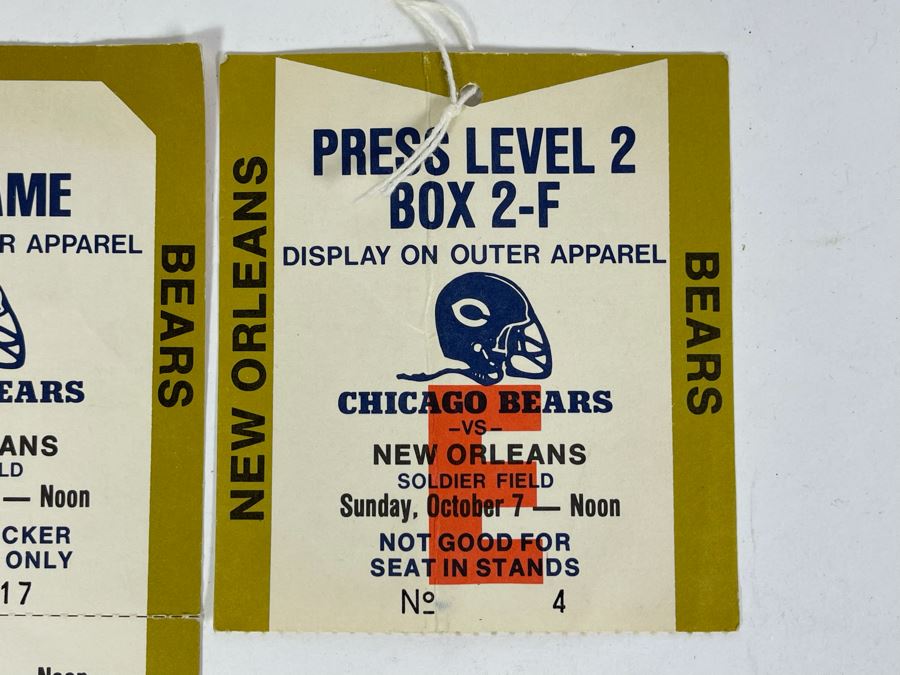 AME
R APPAREL
BEARS
EARS
ANS
LD
— Noon
CKER
ONLY
17
Noon
NEW ORLEANS
PRESS LEVEL 2
BOX 2-F
DISPLAY ON OUTER APPAREL
C
CHICAGO BEARS
-VS-
NEW ORLEANS
SOLDIER FIELD
Sunday, October 7 — Noon
E
NOT GOOD FOR
SEAT IN STANDS
Nº 4
BEARS